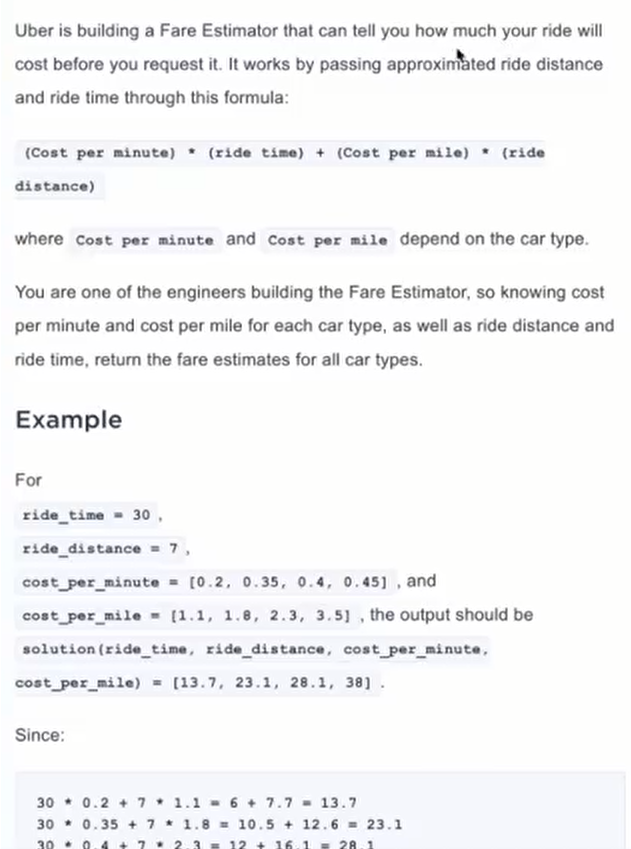 Uber is building a Fare Estimator that can tell you how much your ride will
cost before you request it. It works by passing approximated ride distance
and ride time through this formula:
(Cost per minute) * (ride time) + (Cost per mile) * (ride
distance)
where Cost per minute and Cost per mile depend on the car type.
You are one of the engineers building the Fare Estimator, so knowing cost
per minute and cost per mile for each car type, as well as ride distance and
ride time, return the fare estimates for all car types.
Example
For
ride_time = 30 ,
ride_distance = 7 ,
cost_per_minute = [0.2, 0.35, 0.4, 0.45] , and
cost_per_mile = [1.1, 1.8, 2.3, 3.5] , the output should be
solution(ride_time, ride_distance, cost_per_minute,
cost_per_mile) = [13.7, 23.1, 28.1, 38] .
Since:
30 * 0.2 + 7 * 1.1 = 6 + 7.7 = 13.7
30 * 0.35 + 7 * 1.8 = 10.5 + 12.6 = 23.1
30 * 0.4 + 7 * 2.3 = 12 + 16.1 = 28.1